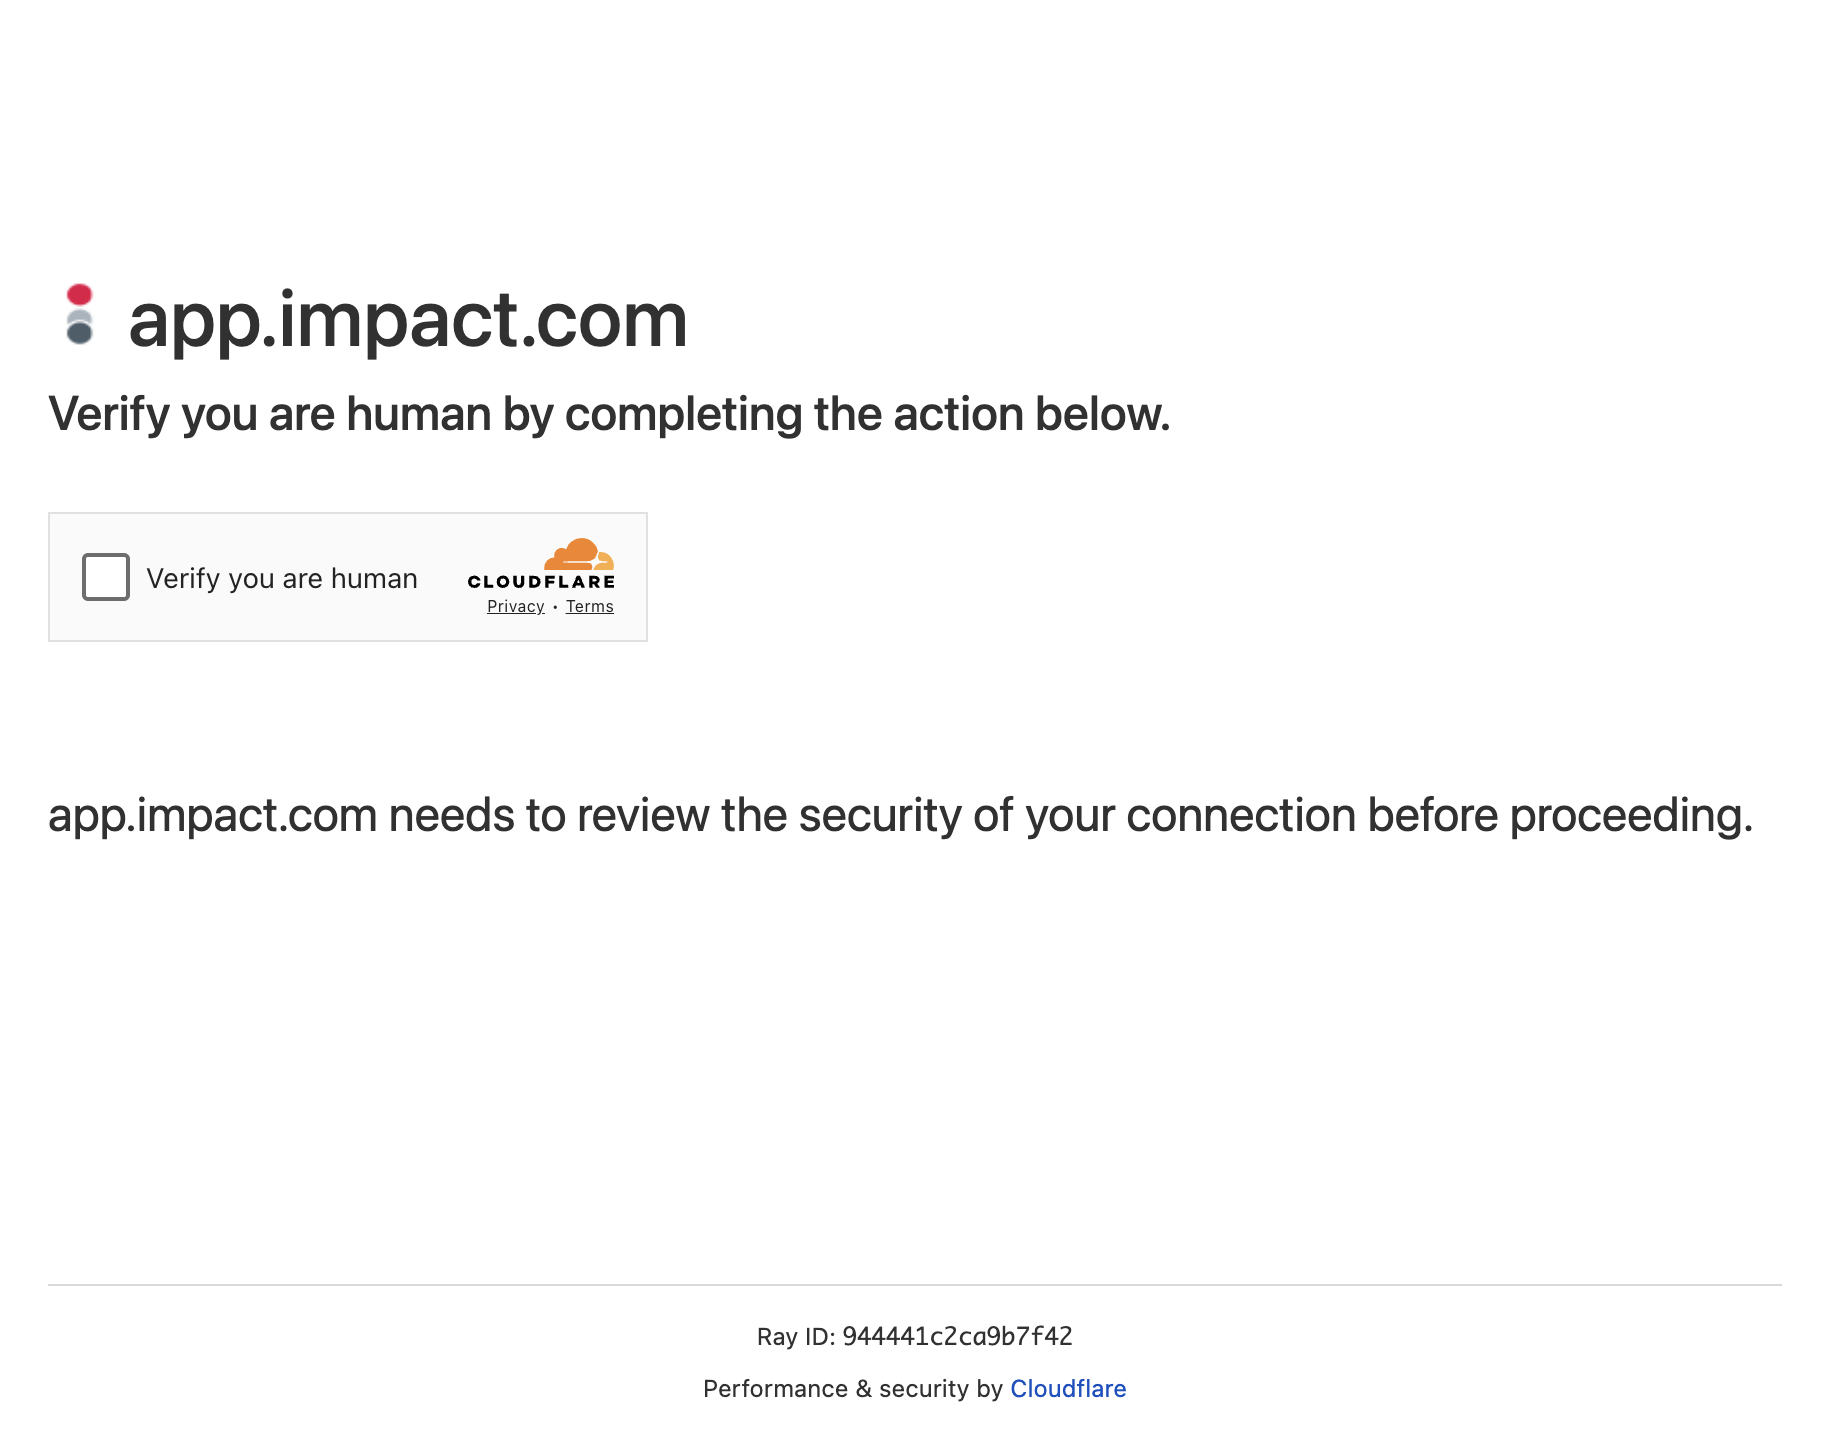 app.impact.com
Verify you are human by completing the action below.
Verify you are human
CLOUDFLARE
Privacy • Terms
app.impact.com needs to review the security of your connection before proceeding.
Ray ID: 944441c2ca9b7f42
Performance & security by Cloudflare